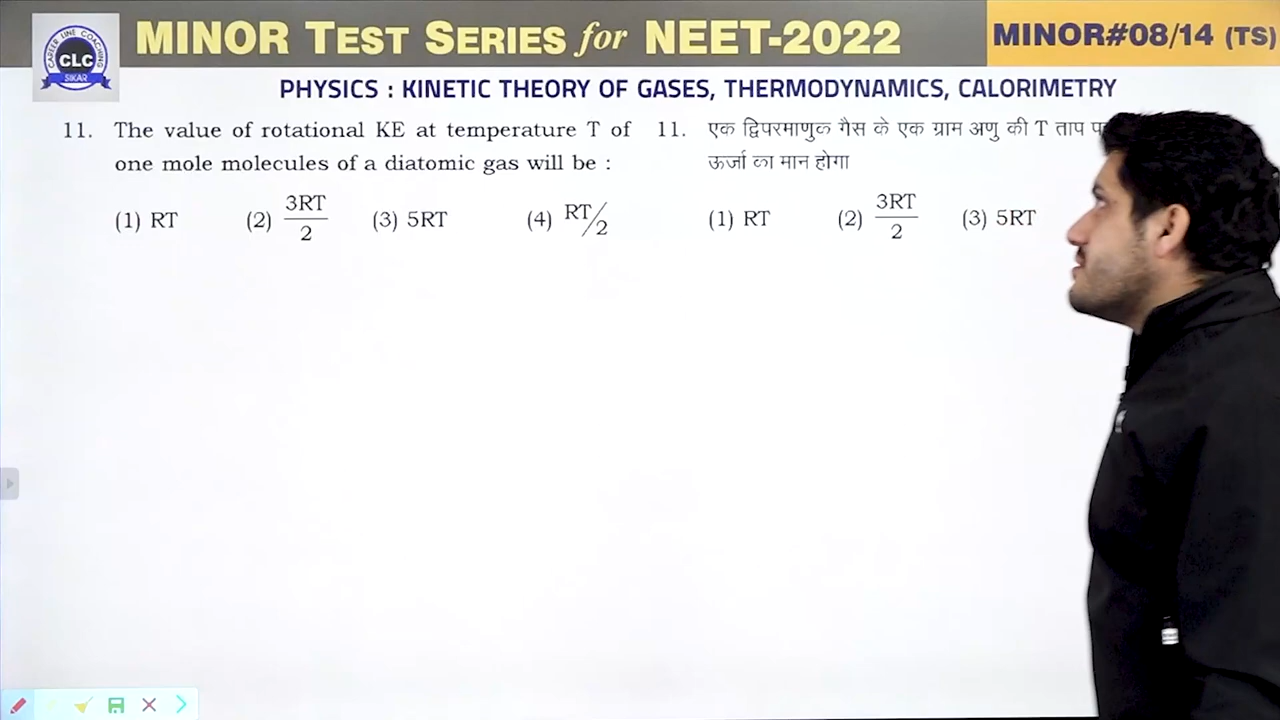 CAREER LINE COACHING
CLC
SIKAR
MINOR TEST SERIES for NEET-2022
MINOR#08/14 (TS)
PHYSICS : KINETIC THEORY OF GASES, THERMODYNAMICS, CALORIMETRY
11. The value of rotational KE at temperature T of
one mole molecules of a diatomic gas will be :
(1) RT (2) 3RT/2 (3) 5RT (4) RT/2
11. एक द्विपरमाणुक गैस के एक ग्राम अणु की T ताप
ऊर्जा का मान होगा
(1) RT (2) 3RT/2 (3) 5RT